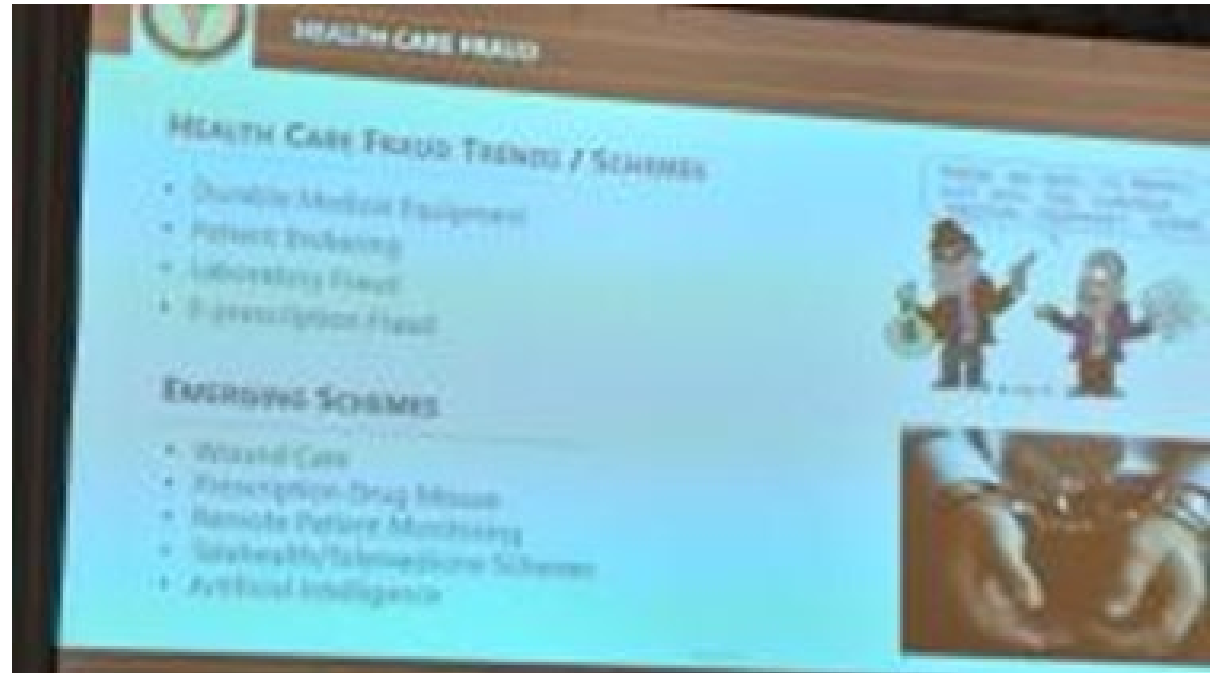 HEALTH CARE FRAUD
HEALTH CARE FRAUD TRENDS / SCHEMES
• Durable Medical Equipment
• Patient Brokering
• Laboratory Fraud
• E-prescription Fraud
EMERGING SCHEMES
• Wound Care
• Prescription Drug Misuse
• Remote Patient Monitoring
• Telehealth/Telemedicine Schemes
• Artificial Intelligence